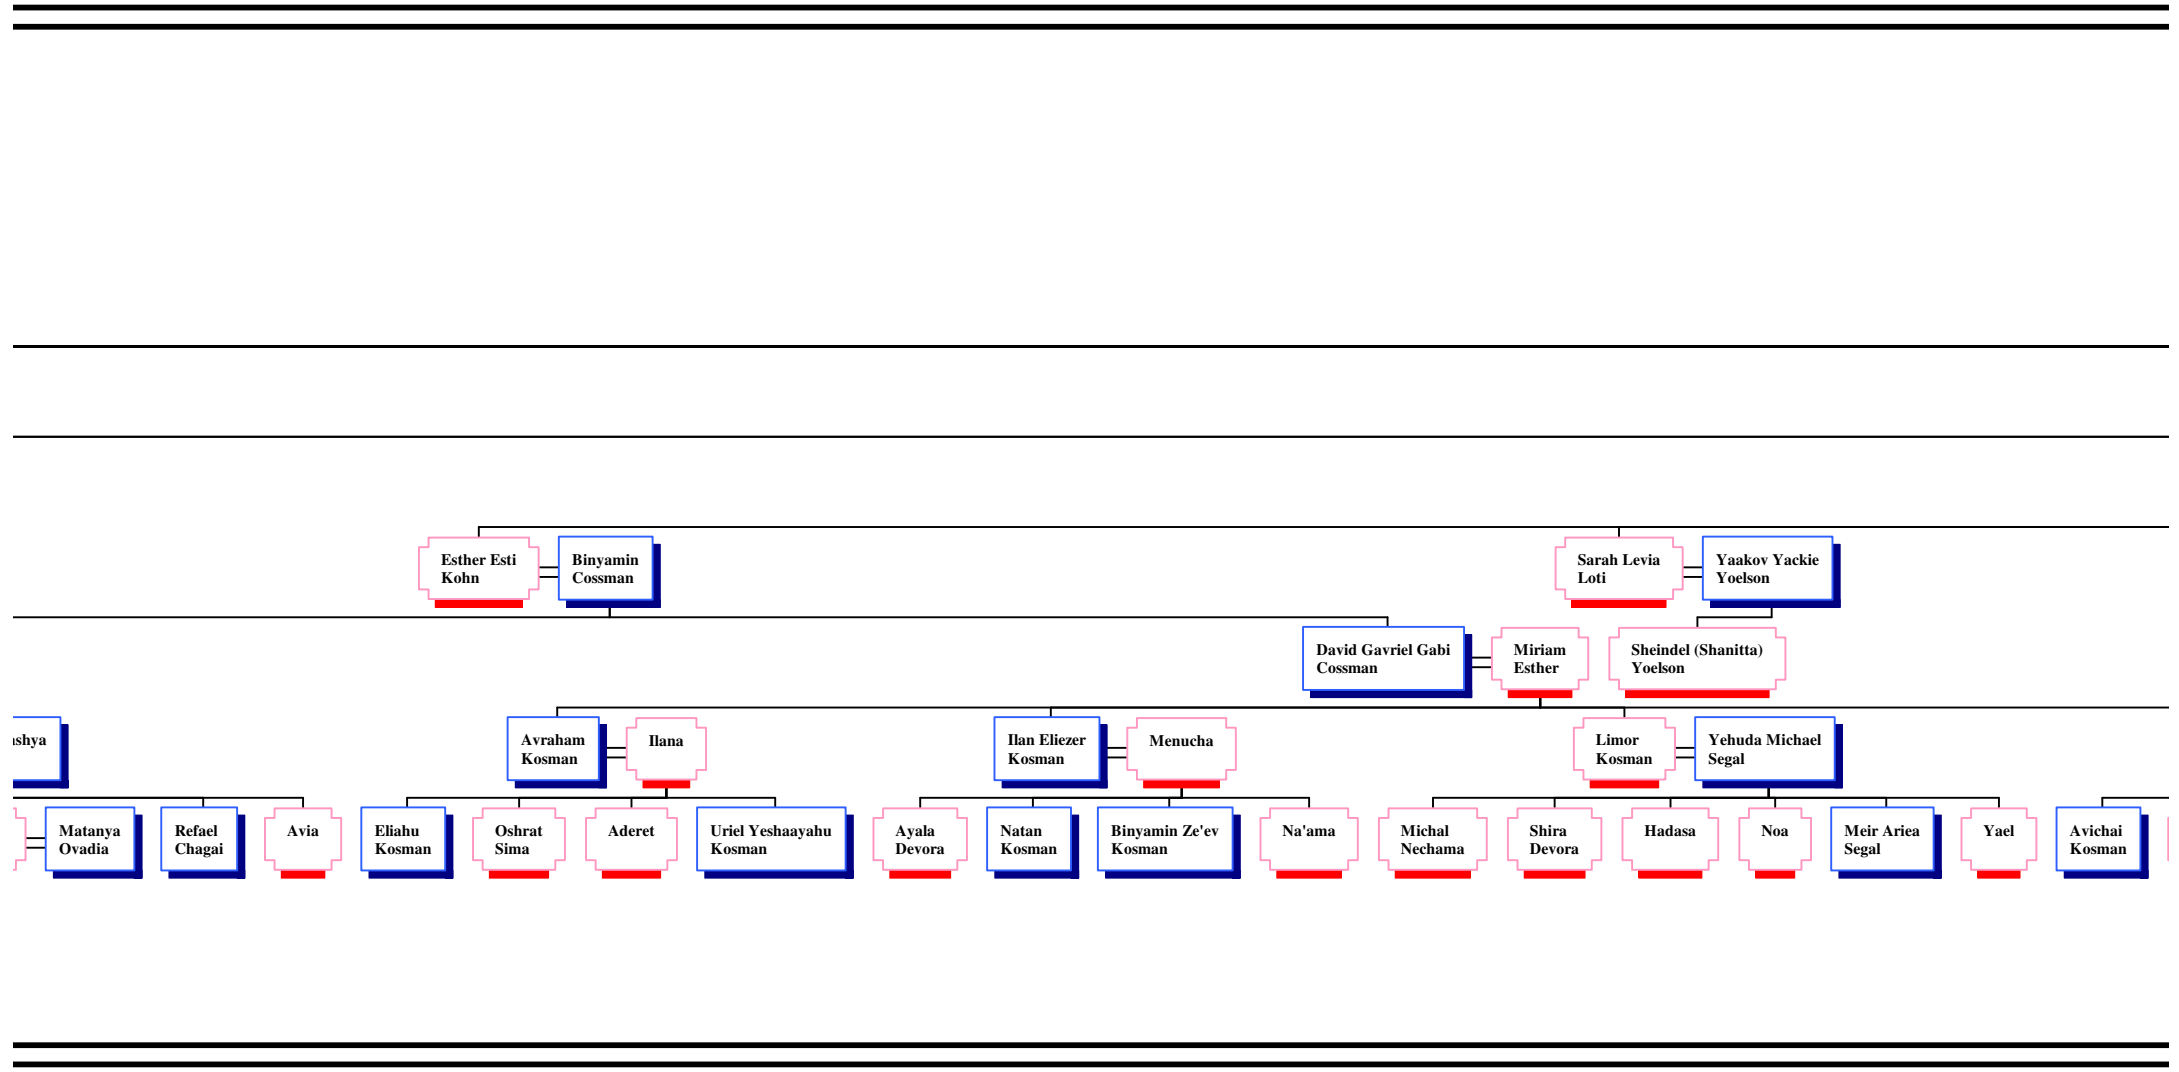 Esther Esti
Kohn
Binyamin
Cossman
Sarah Levia
Loti
Yaakov Yackie
Yoelson
David Gavriel Gabi
Cossman
Miriam
Esther
Sheindel (Shanitta)
Yoelson
Avraham
Kosman
Ilana
Ilan Eliezer
Kosman
Menucha
Limor
Kosman
Yehuda Michael
Segal
Matanya
Ovadia
Refael
Chagai
Avia
Eliahu
Kosman
Oshrat
Sima
Aderet
Uriel Yeshaayahu
Kosman
Ayala
Devora
Natan
Kosman
Binyamin Ze'ev
Kosman
Na'ama
Michal
Nechama
Shira
Devora
Hadasa
Noa
Meir Ariea
Segal
Yael
Avichai
Kosman